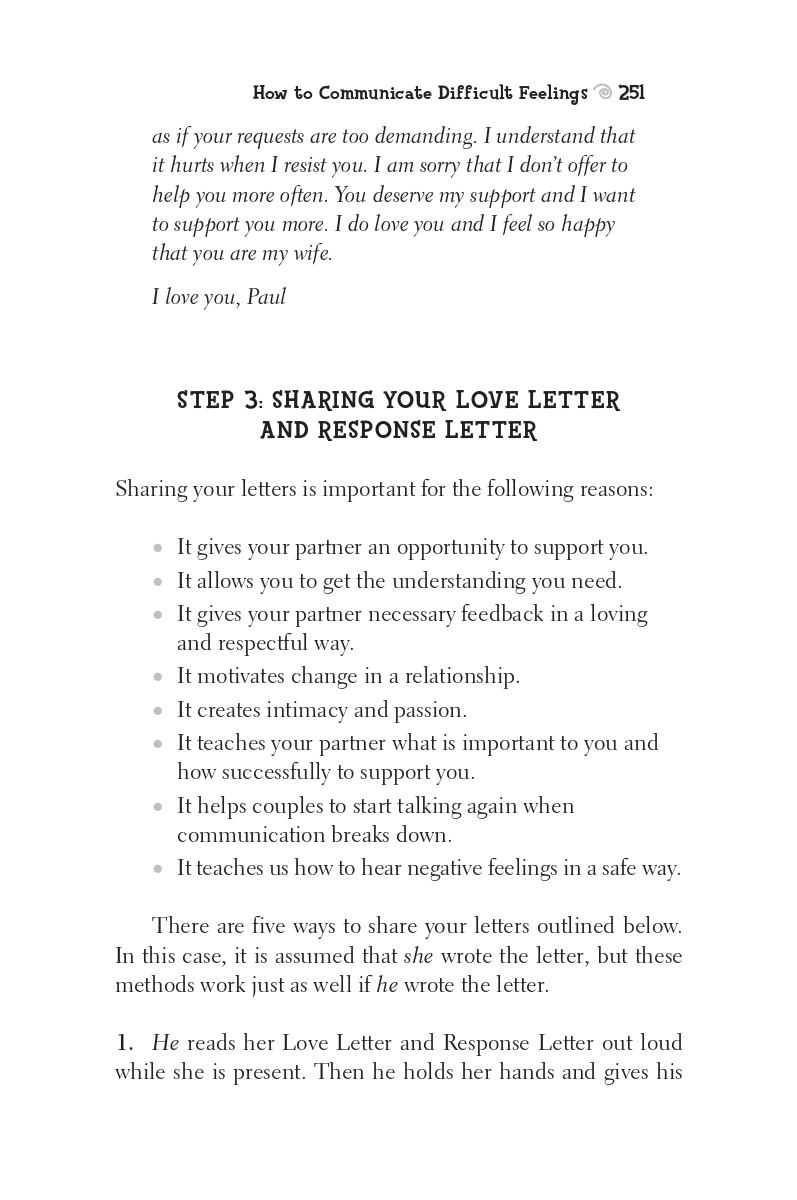 How to Communicate Difficult Feelings 251
as if your requests are too demanding. I understand that
it hurts when I resist you. I am sorry that I don't offer to
help you more often. You deserve my support and I want
to support you more. I do love you and I feel so happy
that you are my wife.
I love you, Paul
STEP 3: SHARING YOUR LOVE LETTER
AND RESPONSE LETTER
Sharing your letters is important for the following reasons:
• It gives your partner an opportunity to support you.
• It allows you to get the understanding you need.
• It gives your partner necessary feedback in a loving
and respectful way.
• It motivates change in a relationship.
• It creates intimacy and passion.
• It teaches your partner what is important to you and
how successfully to support you.
• It helps couples to start talking again when
communication breaks down.
• It teaches us how to hear negative feelings in a safe way.
There are five ways to share your letters outlined below.
In this case, it is assumed that she wrote the letter, but these
methods work just as well if he wrote the letter.
1. He reads her Love Letter and Response Letter out loud
while she is present. Then he holds her hands and gives his